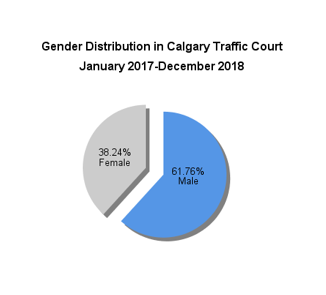 Gender Distribution in Calgary Traffic Court
January 2017-December 2018
38.24%
Female
61.76%
Male